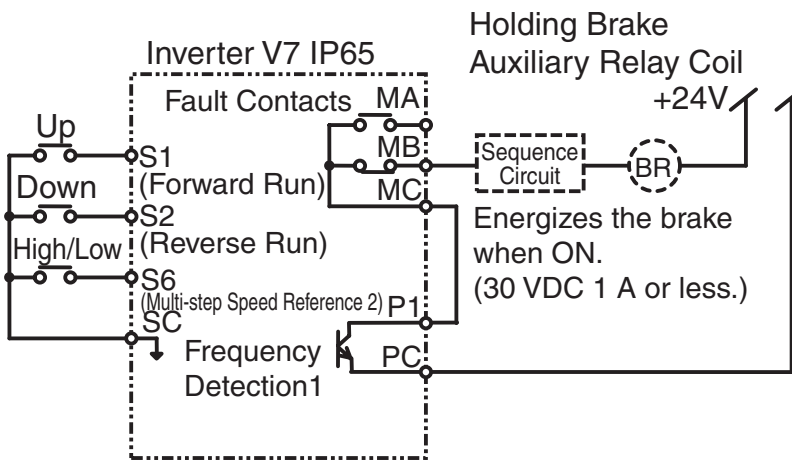 Holding Brake
Auxiliary Relay Coil
+24V
Inverter V7 IP65
Fault Contacts
MA
MB
MC
Up
S1
(Forward Run)
Down
S2
(Reverse Run)
High/Low
S6
(Multi-step Speed Reference 2)
SC
P1
PC
Frequency
Detection1
Sequence
Circuit
BR
Energizes the brake
when ON.
(30 VDC 1 A or less.)